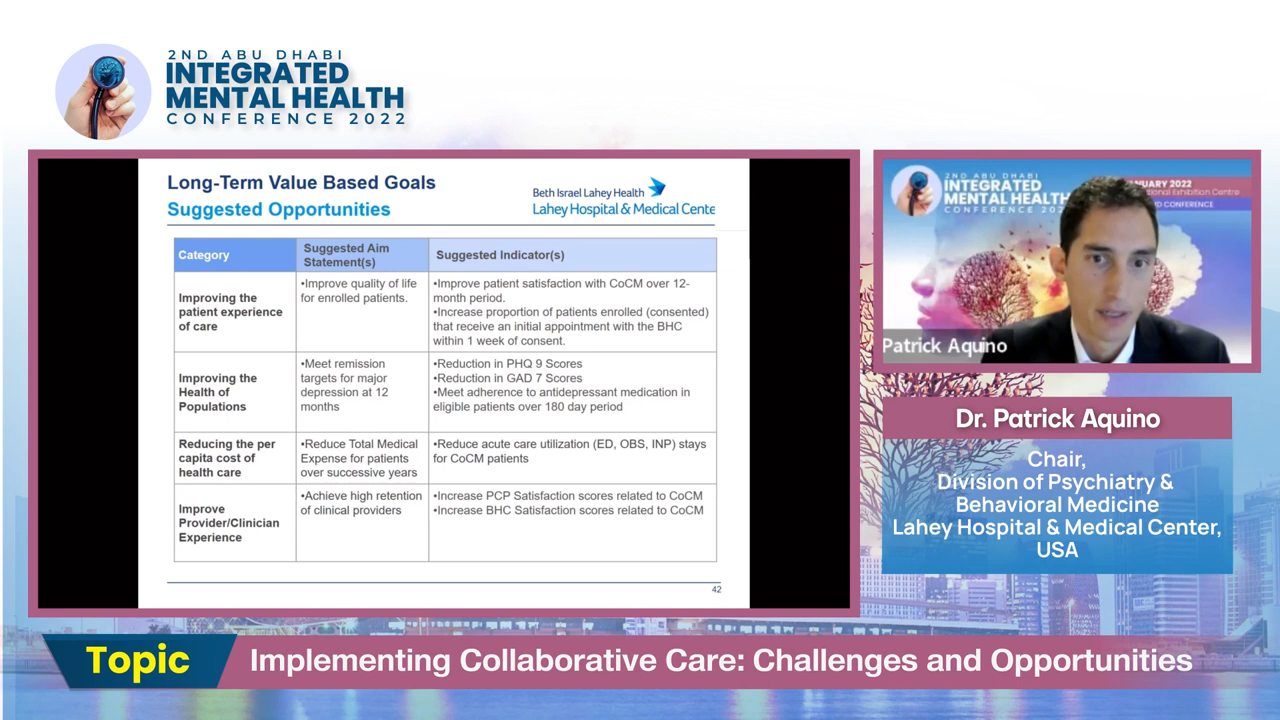 2ND ABU DHABI
INTEGRATED
MENTAL HEALTH
CONFERENCE 2022
Long-Term Value Based Goals
Suggested Opportunities
Beth Israel Lahey Health
Lahey Hospital & Medical Cente
Category
Suggested Aim
Statement(s)
Suggested Indicator(s)
Improving the
patient experience
of care
•Improve quality of life
for enrolled patients.
•Improve patient satisfaction with CoCM over 12-
month period.
•Increase proportion of patients enrolled (consented)
that receive an initial appointment with the BHC
within 1 week of consent.
Improving the
Health of
Populations
•Meet remission
targets for major
depression at 12
months
•Reduction in PHQ 9 Scores
•Reduction in GAD 7 Scores
•Meet adherence to antidepressant medication in
eligible patients over 180 day period
Reducing the per
capita cost of
health care
•Reduce Total Medical
Expense for patients
over successive years
•Reduce acute care utilization (ED, OBS, INP) stays
for CoCM patients
Improve
Provider/Clinician
Experience
•Achieve high retention
of clinical providers
•Increase PCP Satisfaction scores related to CoCM
•Increase BHC Satisfaction scores related to CoCM
42
2ND ABU DHABI
INTEGRATED
MENTAL HEALTH
CONFERENCE 202
NUARY 2022
tional Exhibition Centre
CONFERENCE
Patrick Aquino
Dr. Patrick Aquino
Chair,
Division of Psychiatry &
Behavioral Medicine
Lahey Hospital & Medical Center,
USA
Topic
Implementing Collaborative Care: Challenges and Opportunities